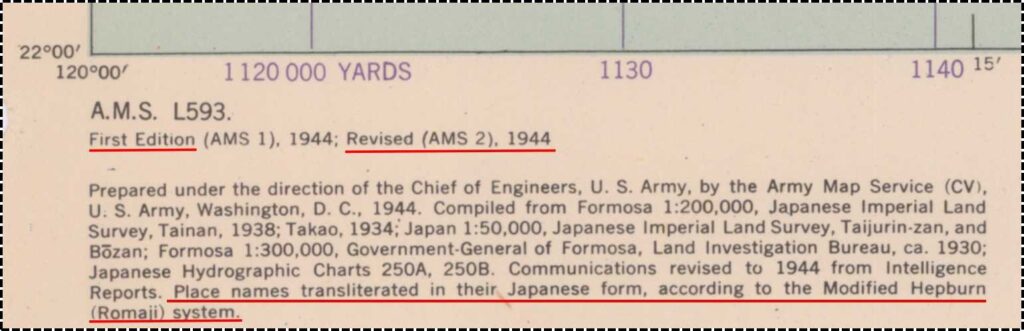 22°00′
120°00′ 1120 000 YARDS 1130 1140 15′
A.M.S. L593.
First Edition (AMS 1), 1944; Revised (AMS 2), 1944
Prepared under the direction of the Chief of Engineers, U. S. Army, by the Army Map Service (CV),
U. S. Army, Washington, D. C., 1944. Compiled from Formosa 1:200,000, Japanese Imperial Land
Survey, Tainan, 1938; Takao, 1934; Japan 1:50,000, Japanese Imperial Land Survey, Taijurin-zan, and
Bōzan; Formosa 1:300,000, Government-General of Formosa, Land Investigation Bureau, ca. 1930;
Japanese Hydrographic Charts 250A, 250B. Communications revised to 1944 from Intelligence
Reports. Place names transliterated in their Japanese form, according to the Modified Hepburn
(Romaji) system.